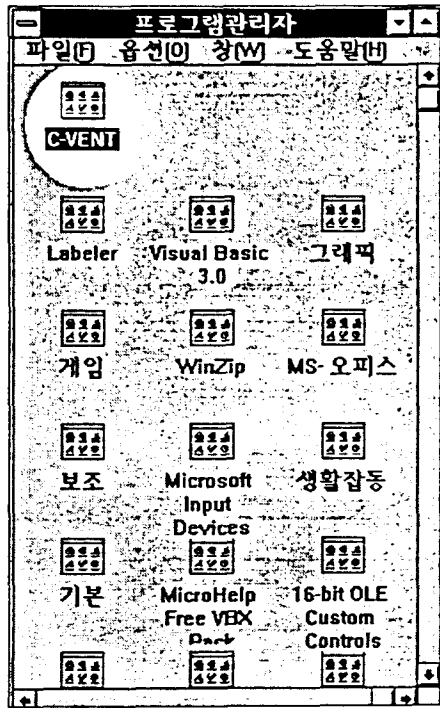 프로그램관리자
파일(F) 옵션(O) 창(W) 도움말(H)
C-VENT
Labeler
Visual Basic
3.0
그래픽
게임
WinZip
MS- 오피스
보조
Microsoft
Input
Devices
생활잡동
기본
MicroHelp
Free VBX
Pack
16-bit OLE
Custom
Controls